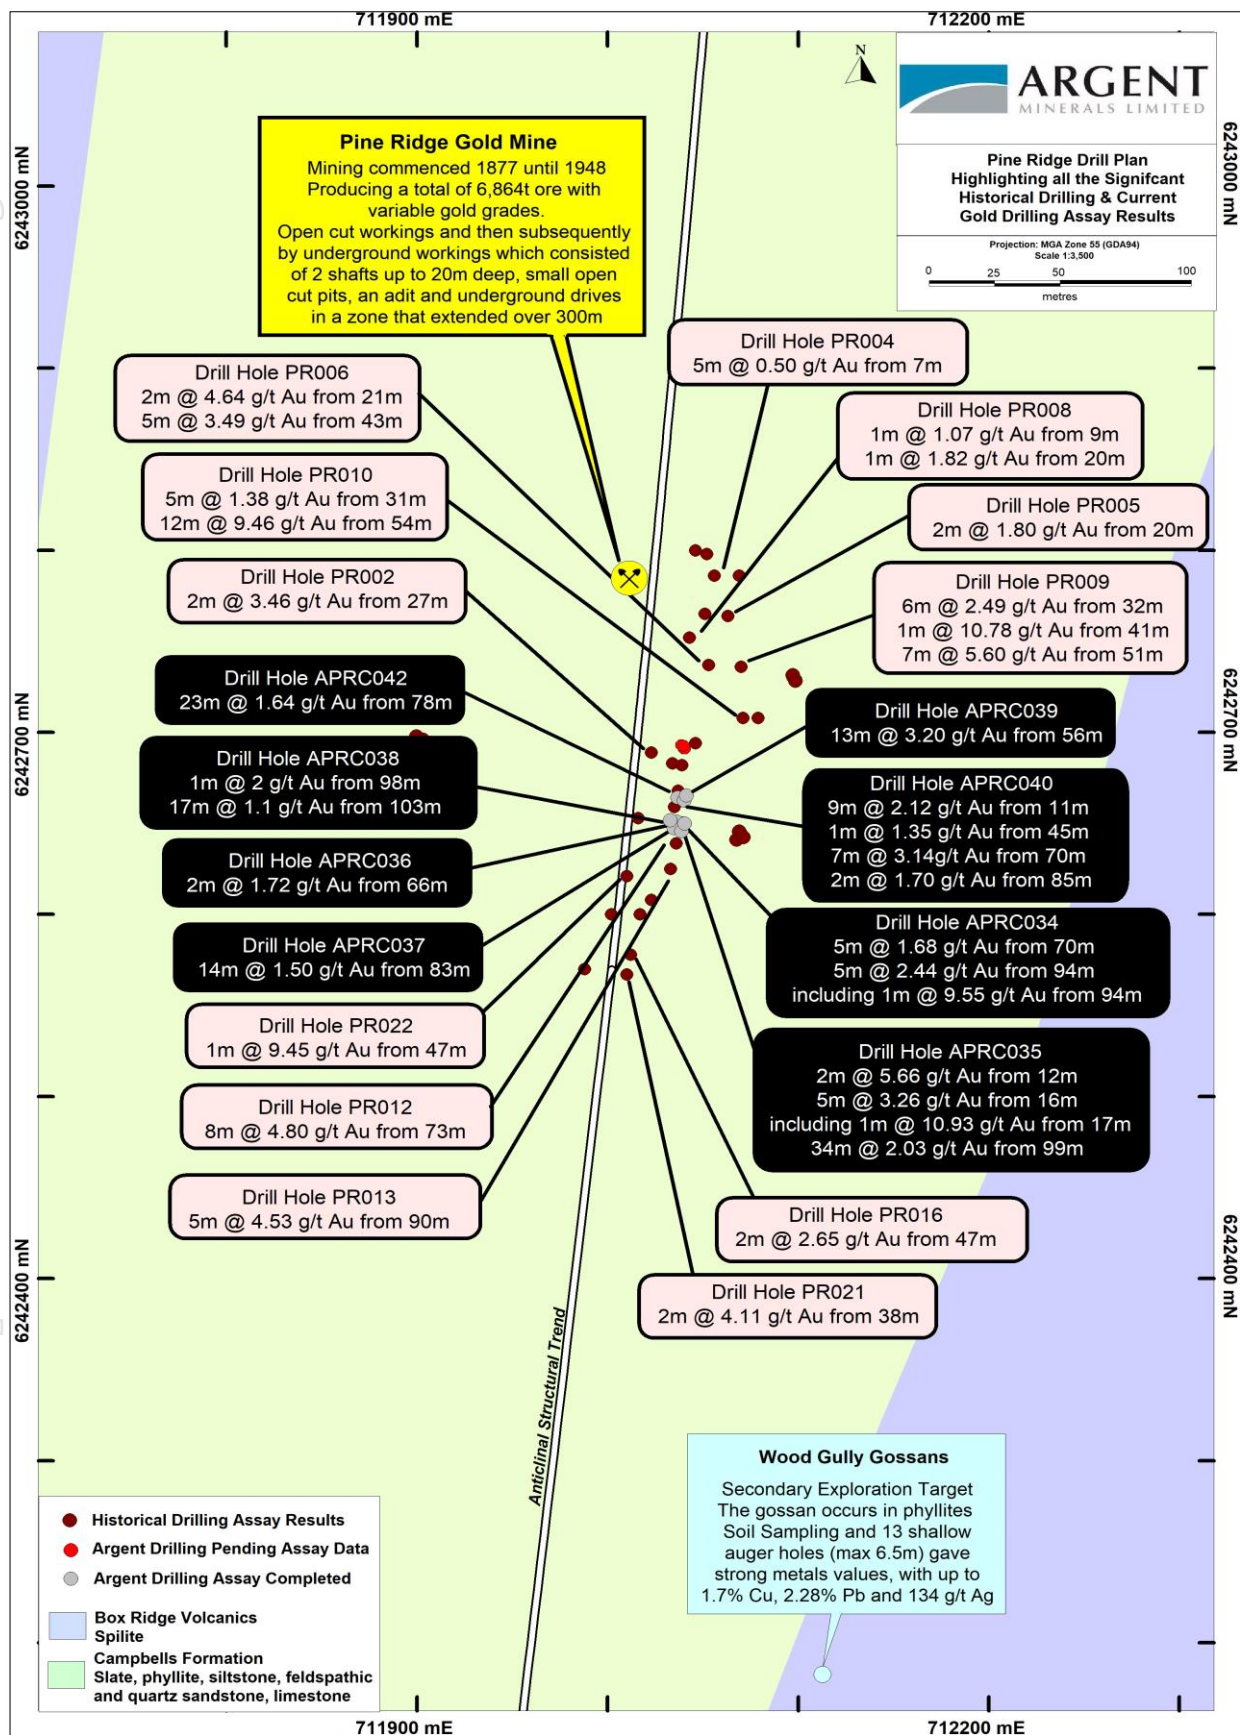 711900 mE
712200 mE
N
ARGENT
MINERALS LIMITED
Pine Ridge Drill Plan
Highlighting all the Signifcant
Historical Drilling & Current
Gold Drilling Assay Results
Projection: MGA Zone 55 (GDA94)
Scale 1:3,500
0 25 50 100
metres
6243000 mN
6243000 mN
Pine Ridge Gold Mine
Mining commenced 1877 until 1948
Producing a total of 6,864t ore with
variable gold grades.
Open cut workings and then subsequently
by underground workings which consisted
of 2 shafts up to 20m deep, small open
cut pits, an adit and underground drives
in a zone that extended over 300m
Drill Hole PR004
5m @ 0.50 g/t Au from 7m
Drill Hole PR006
2m @ 4.64 g/t Au from 21m
5m @ 3.49 g/t Au from 43m
Drill Hole PR008
1m @ 1.07 g/t Au from 9m
1m @ 1.82 g/t Au from 20m
Drill Hole PR010
5m @ 1.38 g/t Au from 31m
12m @ 9.46 g/t Au from 54m
Drill Hole PR005
2m @ 1.80 g/t Au from 20m
Drill Hole PR002
2m @ 3.46 g/t Au from 27m
Drill Hole PR009
6m @ 2.49 g/t Au from 32m
1m @ 10.78 g/t Au from 41m
7m @ 5.60 g/t Au from 51m
Drill Hole APRC042
23m @ 1.64 g/t Au from 78m
Drill Hole APRC039
13m @ 3.20 g/t Au from 56m
6242700 mN
6242700 mN
Drill Hole APRC038
1m @ 2 g/t Au from 98m
17m @ 1.1 g/t Au from 103m
Drill Hole APRC040
9m @ 2.12 g/t Au from 11m
1m @ 1.35 g/t Au from 45m
7m @ 3.14g/t Au from 70m
2m @ 1.70 g/t Au from 85m
Drill Hole APRC036
2m @ 1.72 g/t Au from 66m
Drill Hole APRC037
14m @ 1.50 g/t Au from 83m
Drill Hole APRC034
5m @ 1.68 g/t Au from 70m
5m @ 2.44 g/t Au from 94m
including 1m @ 9.55 g/t Au from 94m
Drill Hole PR022
1m @ 9.45 g/t Au from 47m
Drill Hole APRC035
2m @ 5.66 g/t Au from 12m
5m @ 3.26 g/t Au from 16m
including 1m @ 10.93 g/t Au from 17m
34m @ 2.03 g/t Au from 99m
Drill Hole PR012
8m @ 4.80 g/t Au from 73m
Drill Hole PR013
5m @ 4.53 g/t Au from 90m
Drill Hole PR016
2m @ 2.65 g/t Au from 47m
Drill Hole PR021
2m @ 4.11 g/t Au from 38m
6242400 mN
6242400 mN
Anticlinal Structural Trend
Wood Gully Gossans
Secondary Exploration Target
The gossan occurs in phyllites
Soil Sampling and 13 shallow
auger holes (max 6.5m) gave
strong metals values, with up to
1.7% Cu, 2.28% Pb and 134 g/t Ag
Historical Drilling Assay Results
Argent Drilling Pending Assay Data
Argent Drilling Assay Completed
Box Ridge Volcanics
Spilite
Campbells Formation
Slate, phyllite, siltstone, feldspathic
and quartz sandstone, limestone
711900 mE
712200 mE